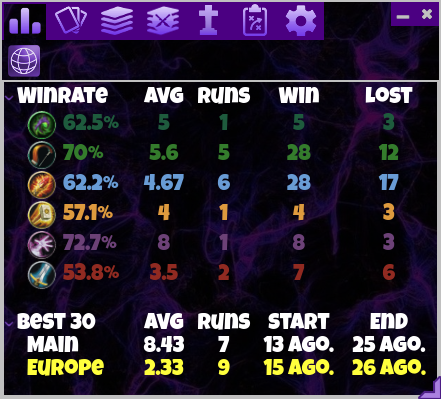 WINRATE AVG RUNS WIN LOST
62.5% 5 1 5 3
70% 5.6 5 28 12
62.2% 4.67 6 28 17
57.1% 4 1 4 3
72.7% 8 1 8 3
53.8% 3.5 2 7 6
BEST 30 AVG RUNS START END
MAIN 8.43 7 13 AGO. 25 AGO.
EUROPE 2.33 9 15 AGO. 26 AGO.